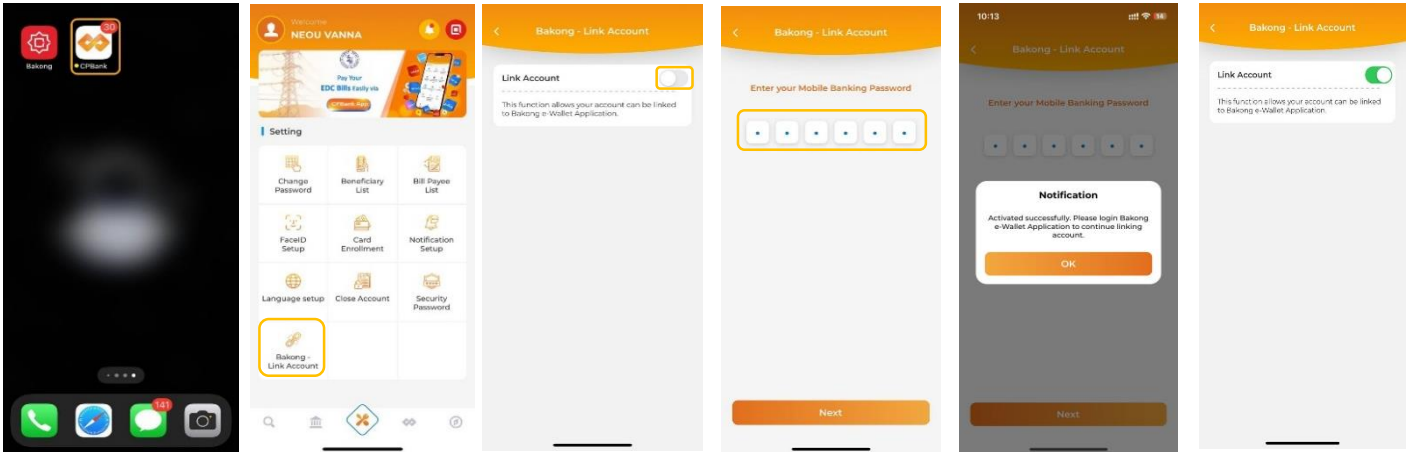 30
Bakong
CPBank
141
Welcome
NEOU VANNA
Pay Your
EDC Bills Easily via
CPBank App
Setting
Change
Password
Beneficiary
List
Bill Payee
List
FaceID
Setup
Card
Enrollment
Notification
Setup
Language setup
Close Account
Security
Password
Bakong -
Link Account
Bakong - Link Account
Link Account
This function allows your account can be linked
to Bakong e-Wallet Application.
Bakong - Link Account
Enter your Mobile Banking Password
Next
10:13
14
Bakong - Link Account
Enter your Mobile Banking Password
Notification
Activated successfully. Please login Bakong
e-Wallet Application to continue linking
account.
OK
Next
Bakong - Link Account
Link Account
This function allows your account can be linked
to Bakong e-Wallet Application.